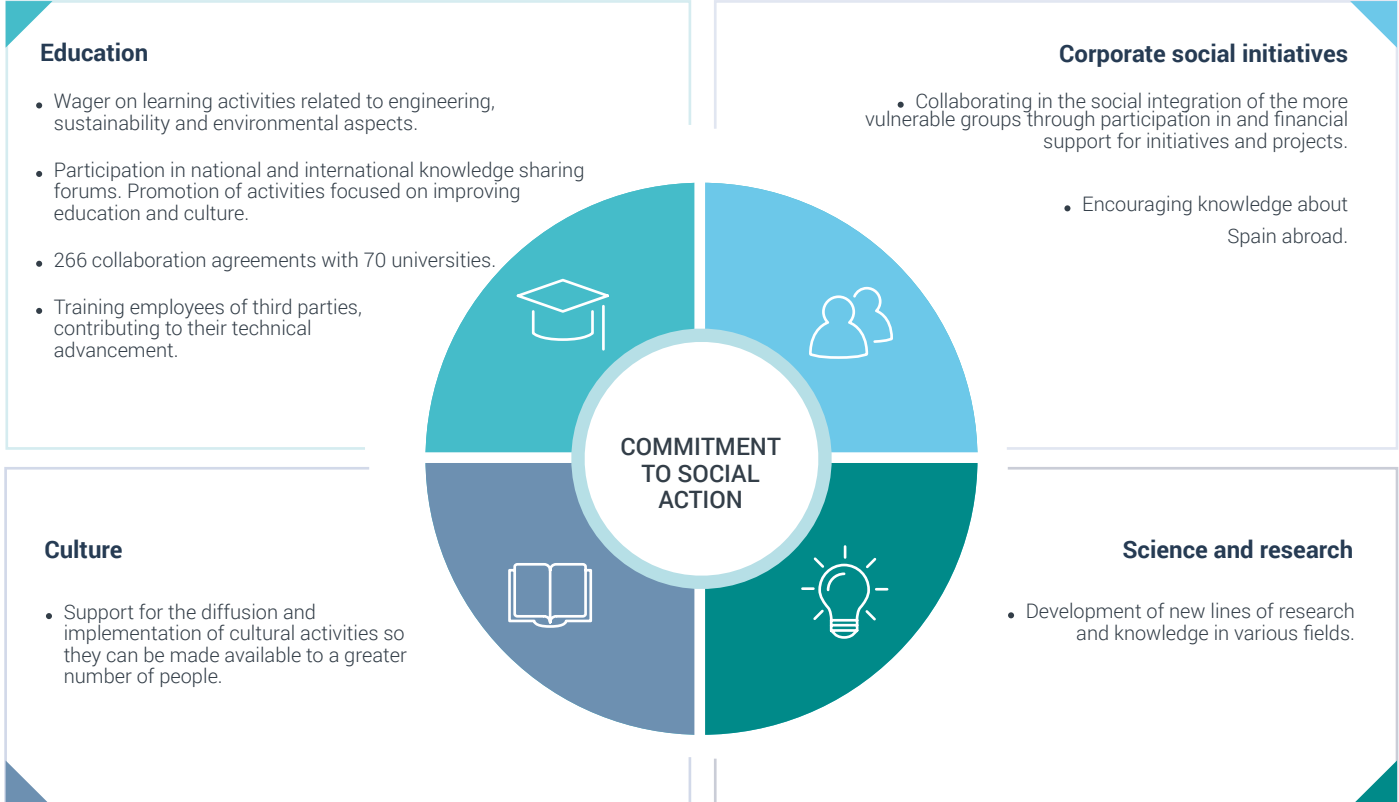 Education
• Wager on learning activities related to engineering,
sustainability and environmental aspects.
• Participation in national and international knowledge sharing
forums. Promotion of activities focused on improving
education and culture.
• 266 collaboration agreements with 70 universities.
• Training employees of third parties,
contributing to their technical
advancement.
Corporate social initiatives
• Collaborating in the social integration of the more
vulnerable groups through participation in and financial
support for initiatives and projects.
• Encouraging knowledge about
Spain abroad.
COMMITMENT
TO SOCIAL
ACTION
Culture
• Support for the diffusion and
implementation of cultural activities so
they can be made available to a greater
number of people.
Science and research
• Development of new lines of research
and knowledge in various fields.